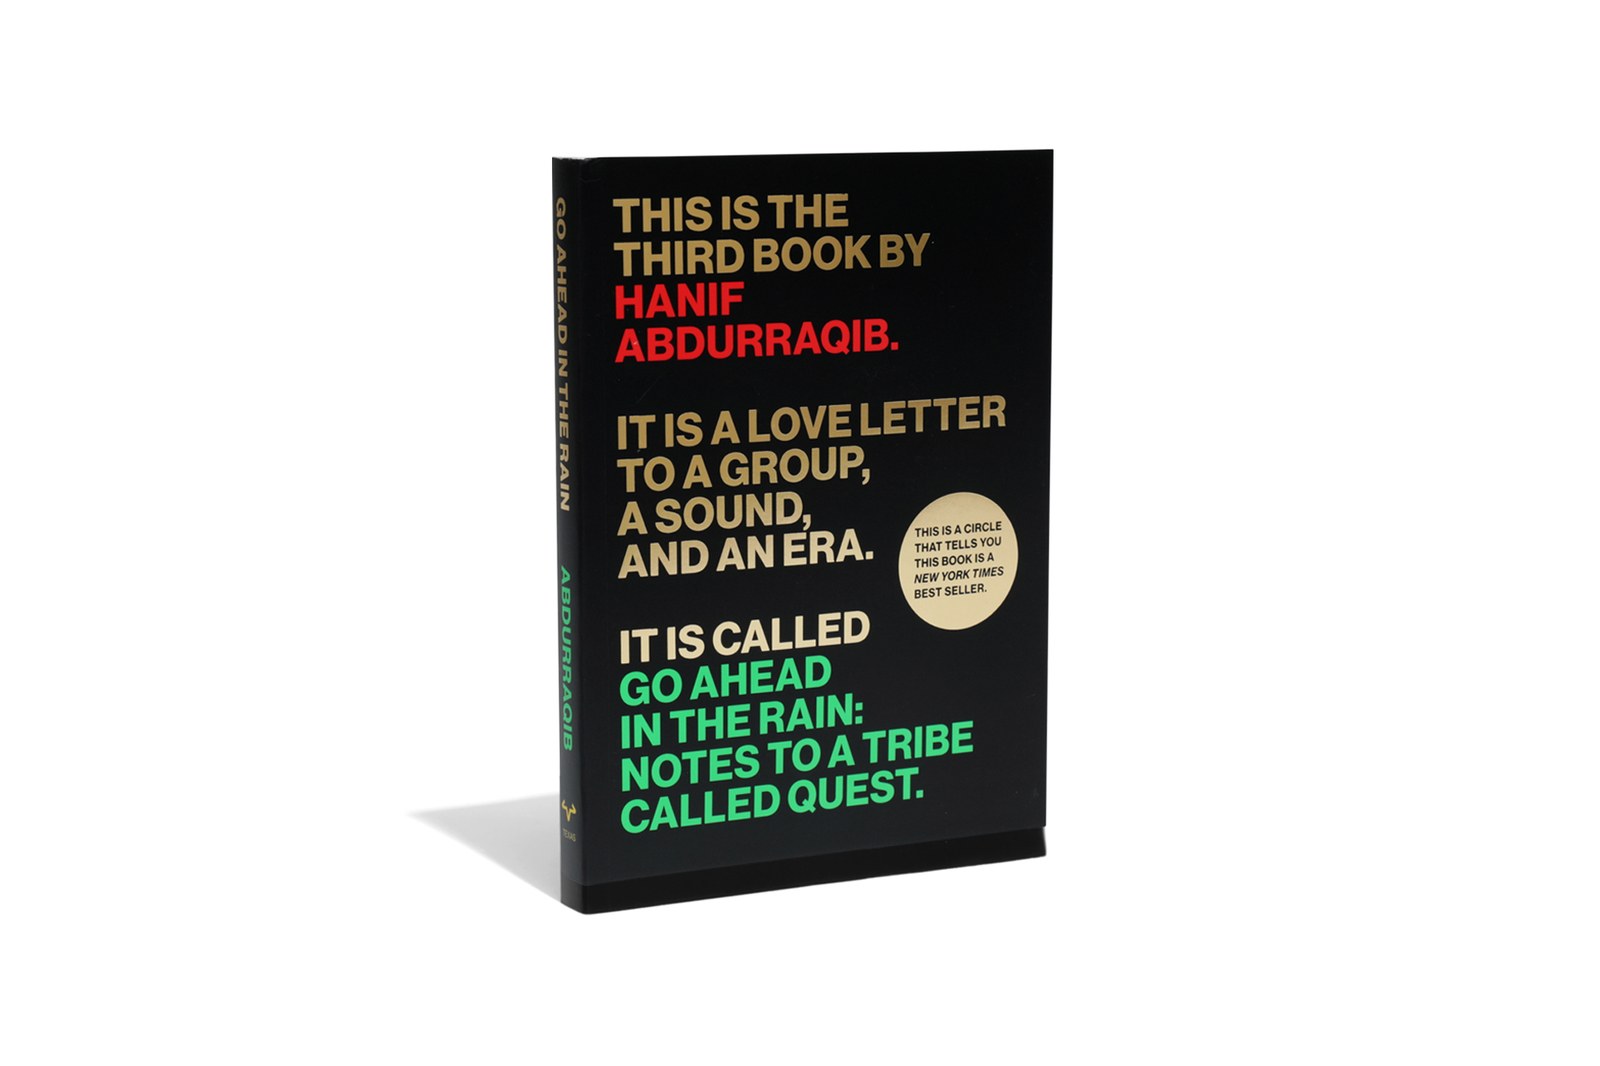 GO AHEAD IN THE RAIN
ABDURRAQIB
TEXAS
THIS IS THE
THIRD BOOK BY
HANIF
ABDURRAQIB.
IT IS A LOVE LETTER
TO A GROUP,
A SOUND,
AND AN ERA.
THIS IS A CIRCLE
THAT TELLS YOU
THIS BOOK IS A
NEW YORK TIMES
BEST SELLER.
IT IS CALLED
GO AHEAD
IN THE RAIN:
NOTES TO A TRIBE
CALLED QUEST.